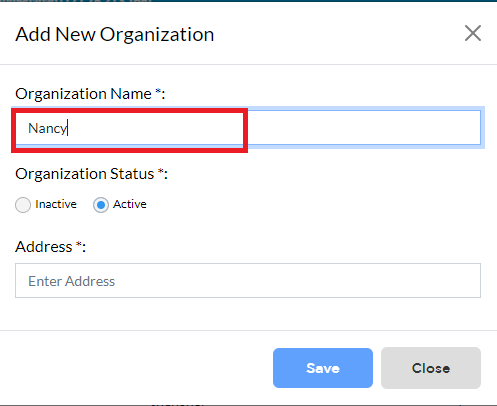 Add New Organization
Organization Name *:
Nancy
Organization Status *:
Inactive Active
Address *:
Enter Address
Save Close